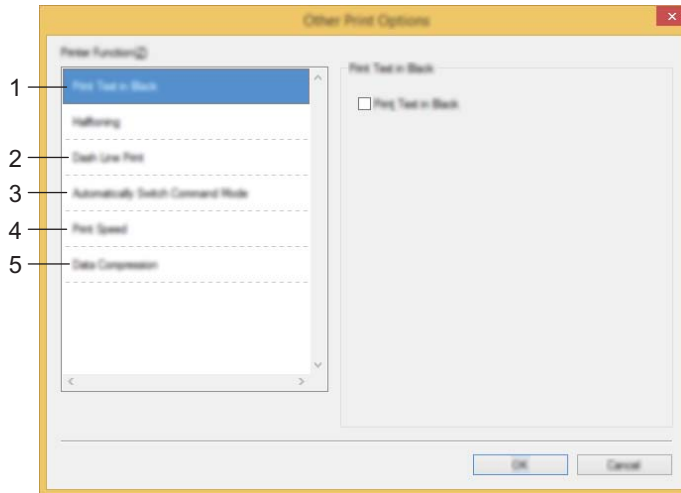 Other Print Options
Printer Function(Z)
1 Print Text in Black
Halftoning
2 Dash Line Print
3 Automatically Switch Command Mode
4 Print Speed
5 Data Compression
Print Text in Black
Print Text in Black
OK
Cancel